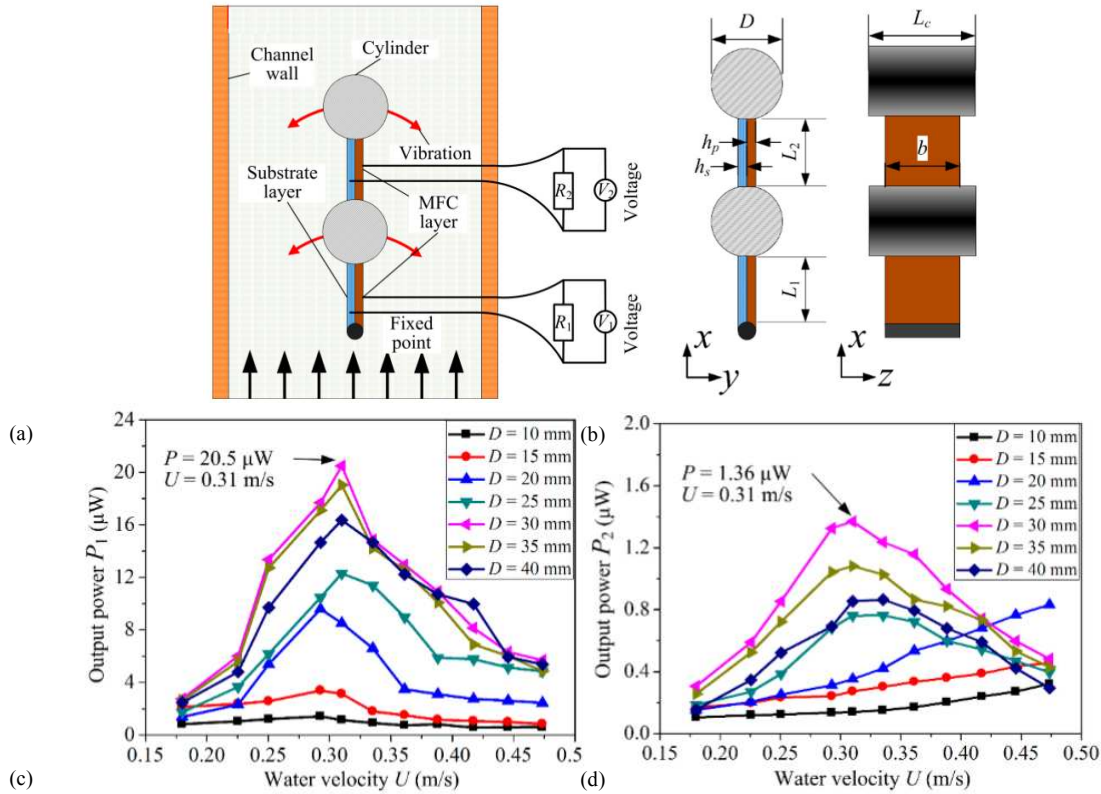 Channel
wall
Cylinder
Vibration
Substrate
layer
MFC
layer
Fixed
point
R₂
V₂
Voltage
R₁
V₁
Voltage
D
L_c
h_p
h_s
L₂
b
L₁
x
y
x
z
(a)
(b)
24
20
16
12
8
4
0
Output power P₁ (μW)
P = 20.5 μW
U = 0.31 m/s
D = 10 mm
D = 15 mm
D = 20 mm
D = 25 mm
D = 30 mm
D = 35 mm
D = 40 mm
0.15 0.20 0.25 0.30 0.35 0.40 0.45 0.5
Water velocity U (m/s)
(c)
2.0
1.6
1.2
0.8
0.4
0.0
Output power P₂ (μW)
P = 1.36 μW
U = 0.31 m/s
D = 10 mm
D = 15 mm
D = 20 mm
D = 25 mm
D = 30 mm
D = 35 mm
D = 40 mm
0.15 0.20 0.25 0.30 0.35 0.40 0.45 0.50
Water velocity U (m/s)
(d)